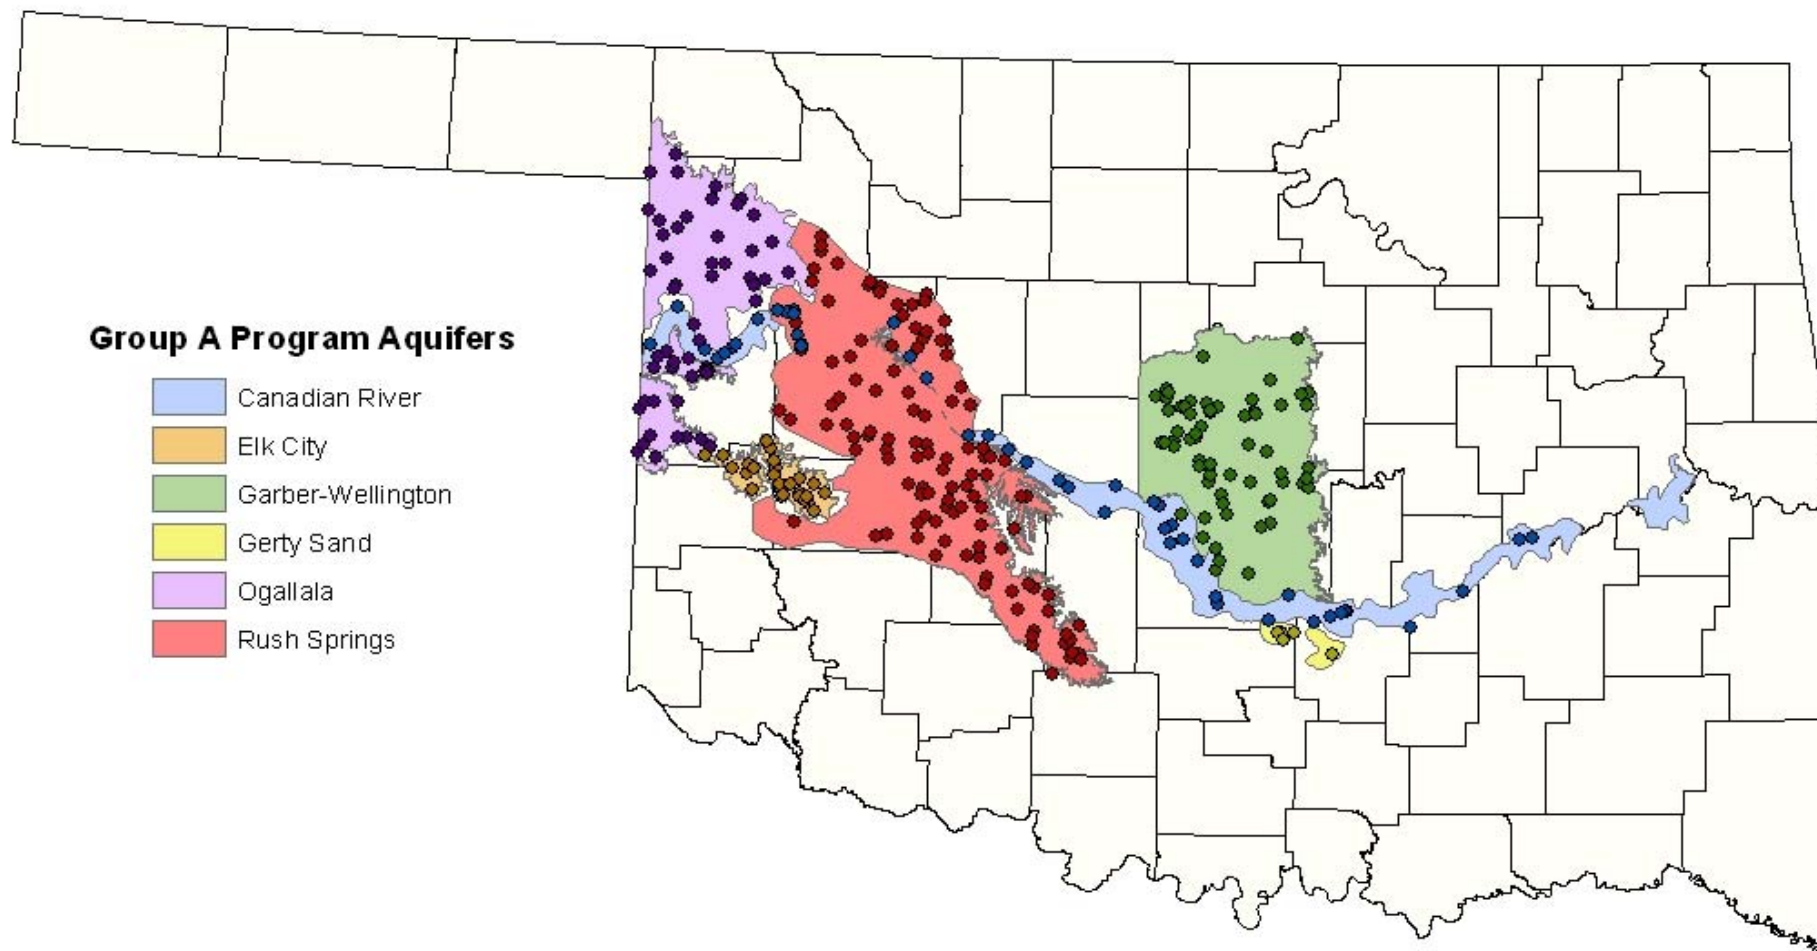 Group A Program Aquifers
Canadian River
Elk City
Garber-Wellington
Gerty Sand
Ogallala
Rush Springs